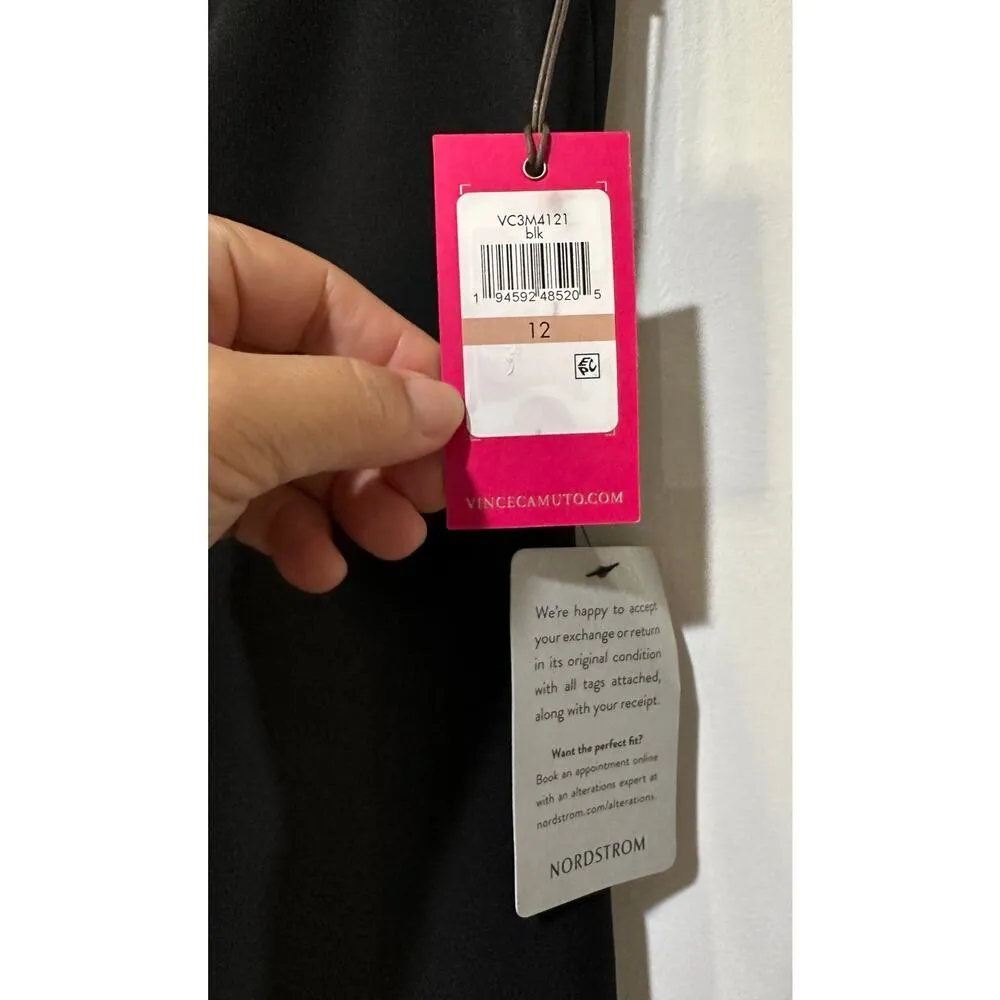 VC3M4121
blk
1 94592 48520 5
12
EPC
VINCECAMUTO.COM
We're happy to accept
your exchange or return
in its original condition
with all tags attached,
along with your receipt.
Want the perfect fit?
Book an appointment online
with an alterations expert at
nordstrom.com/alterations.
NORDSTROM